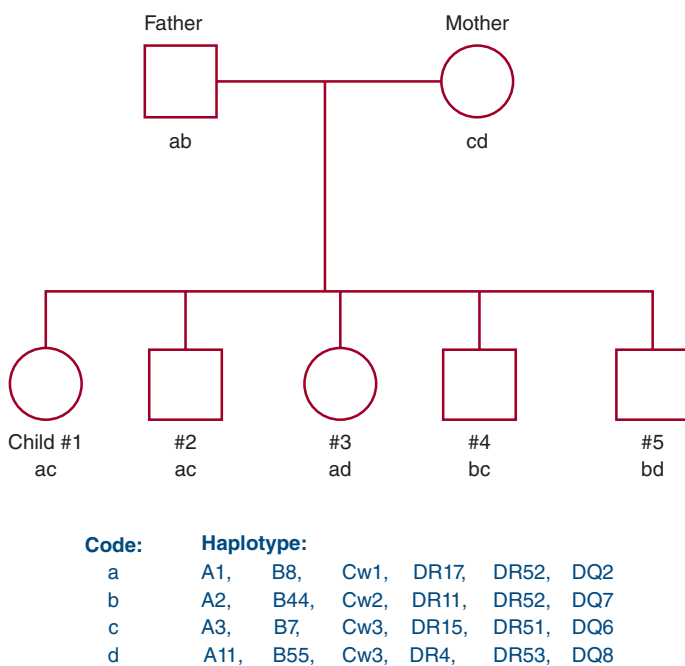 Father Mother
ab cd
Child #1 #2 #3 #4 #5
ac ac ad bc bd
Code: Haplotype:
a A1, B8, Cw1, DR17, DR52, DQ2
b A2, B44, Cw2, DR11, DR52, DQ7
c A3, B7, Cw3, DR15, DR51, DQ6
d A11, B55, Cw3, DR4, DR53, DQ8